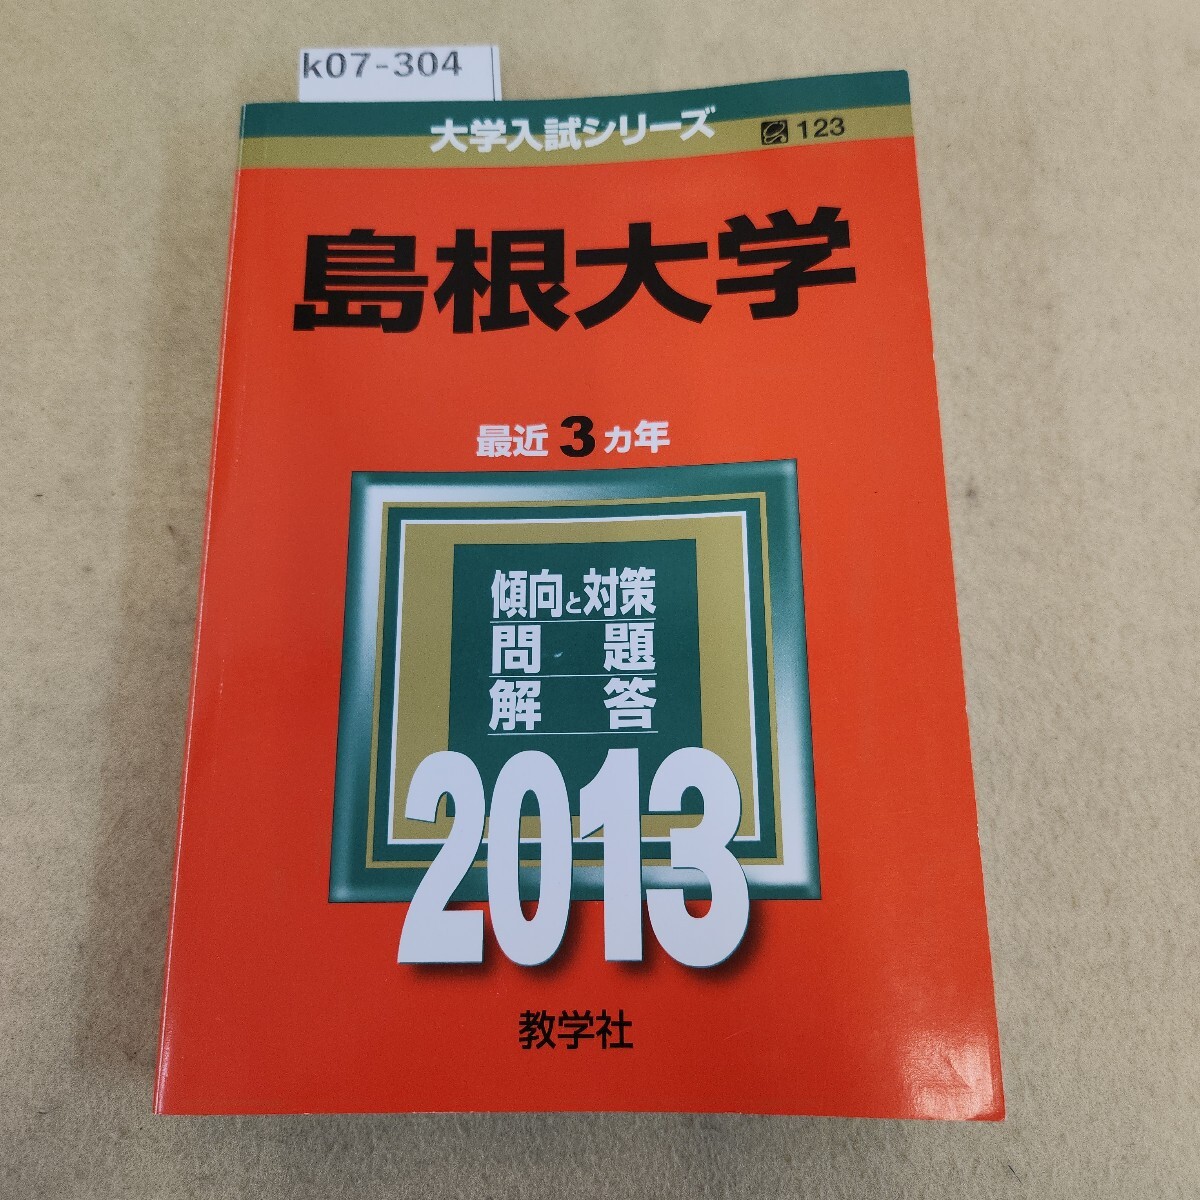 k07-304
大学入試シリーズ
123
島根大学
最近3ヵ年
傾向と対策
問題
解答
2013
教学社